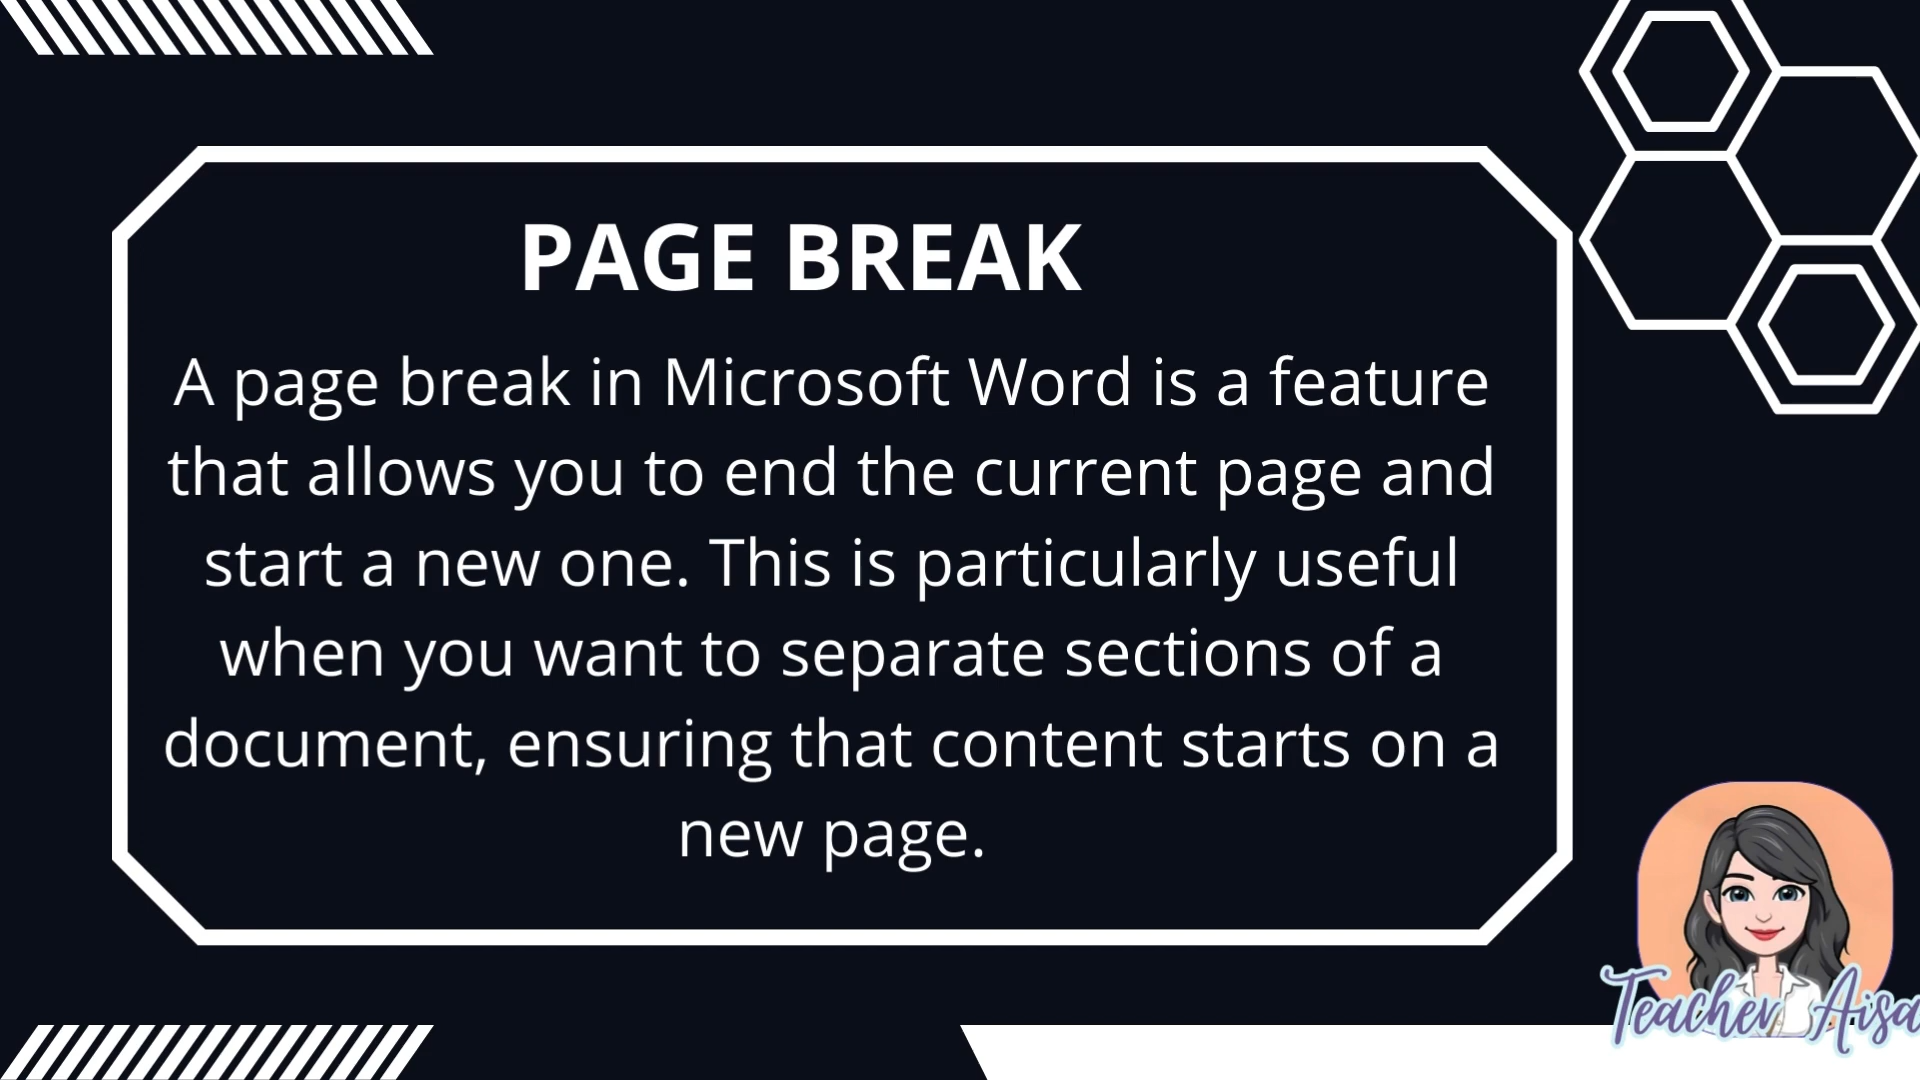 PAGE BREAK
A page break in Microsoft Word is a feature
that allows you to end the current page and
start a new one. This is particularly useful
when you want to separate sections of a
document, ensuring that content starts on a
new page.
Teacher Aisa